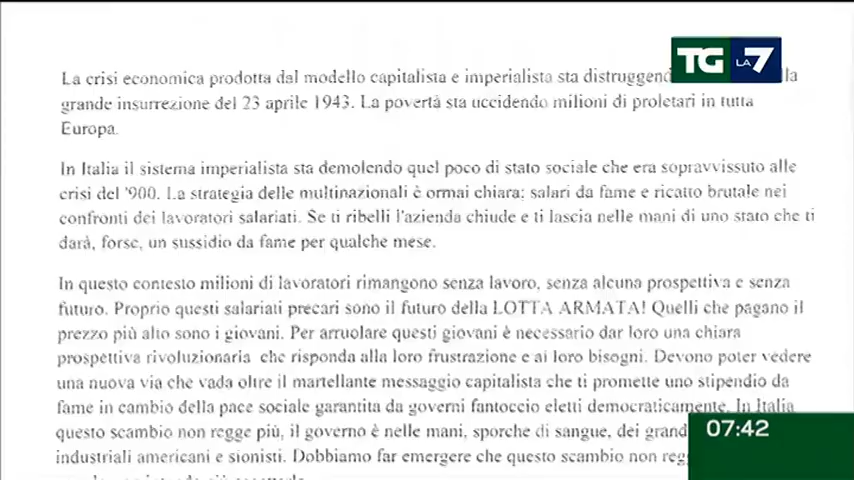 TG LA 7
La crisi economica prodotta dal modello capitalista e imperialista sta distruggend lla
grande insurrezione del 23 aprile 1943. La povertà sta uccidendo milioni di proletari in tutta
Europa.
In Italia il sistema imperialista sta demolendo quel poco di stato sociale che era sopravvissuto alle
crisi del '900. La strategia delle multinazionali è ormai chiara: salari da fame e ricatto brutale nei
confronti dei lavoratori salariati. Se ti ribelli l'azienda chiude e ti lascia nelle mani di uno stato che ti
darà, forse, un sussidio da fame per qualche mese.
In questo contesto milioni di lavoratori rimangono senza lavoro, senza alcuna prospettiva e senza
futuro. Proprio questi salariati precari sono il futuro della LOTTA ARMATA! Quelli che pagano il
prezzo più alto sono i giovani. Per arruolare questi giovani è necessario dar loro una chiara
prospettiva rivoluzionaria che risponda alla loro frustrazione e ai loro bisogni. Devono poter vedere
una nuova via che vada oltre il martellante messaggio capitalista che ti promette uno stipendio da
fame in cambio della pace sociale garantita da governi fantoccio eletti democraticamente. In Italia
questo scambio non regge più, il governo è nelle mani, sporche di sangue, dei grand
industriali americani e sionisti. Dobbiamo far emergere che questo scambio non regg
07:42